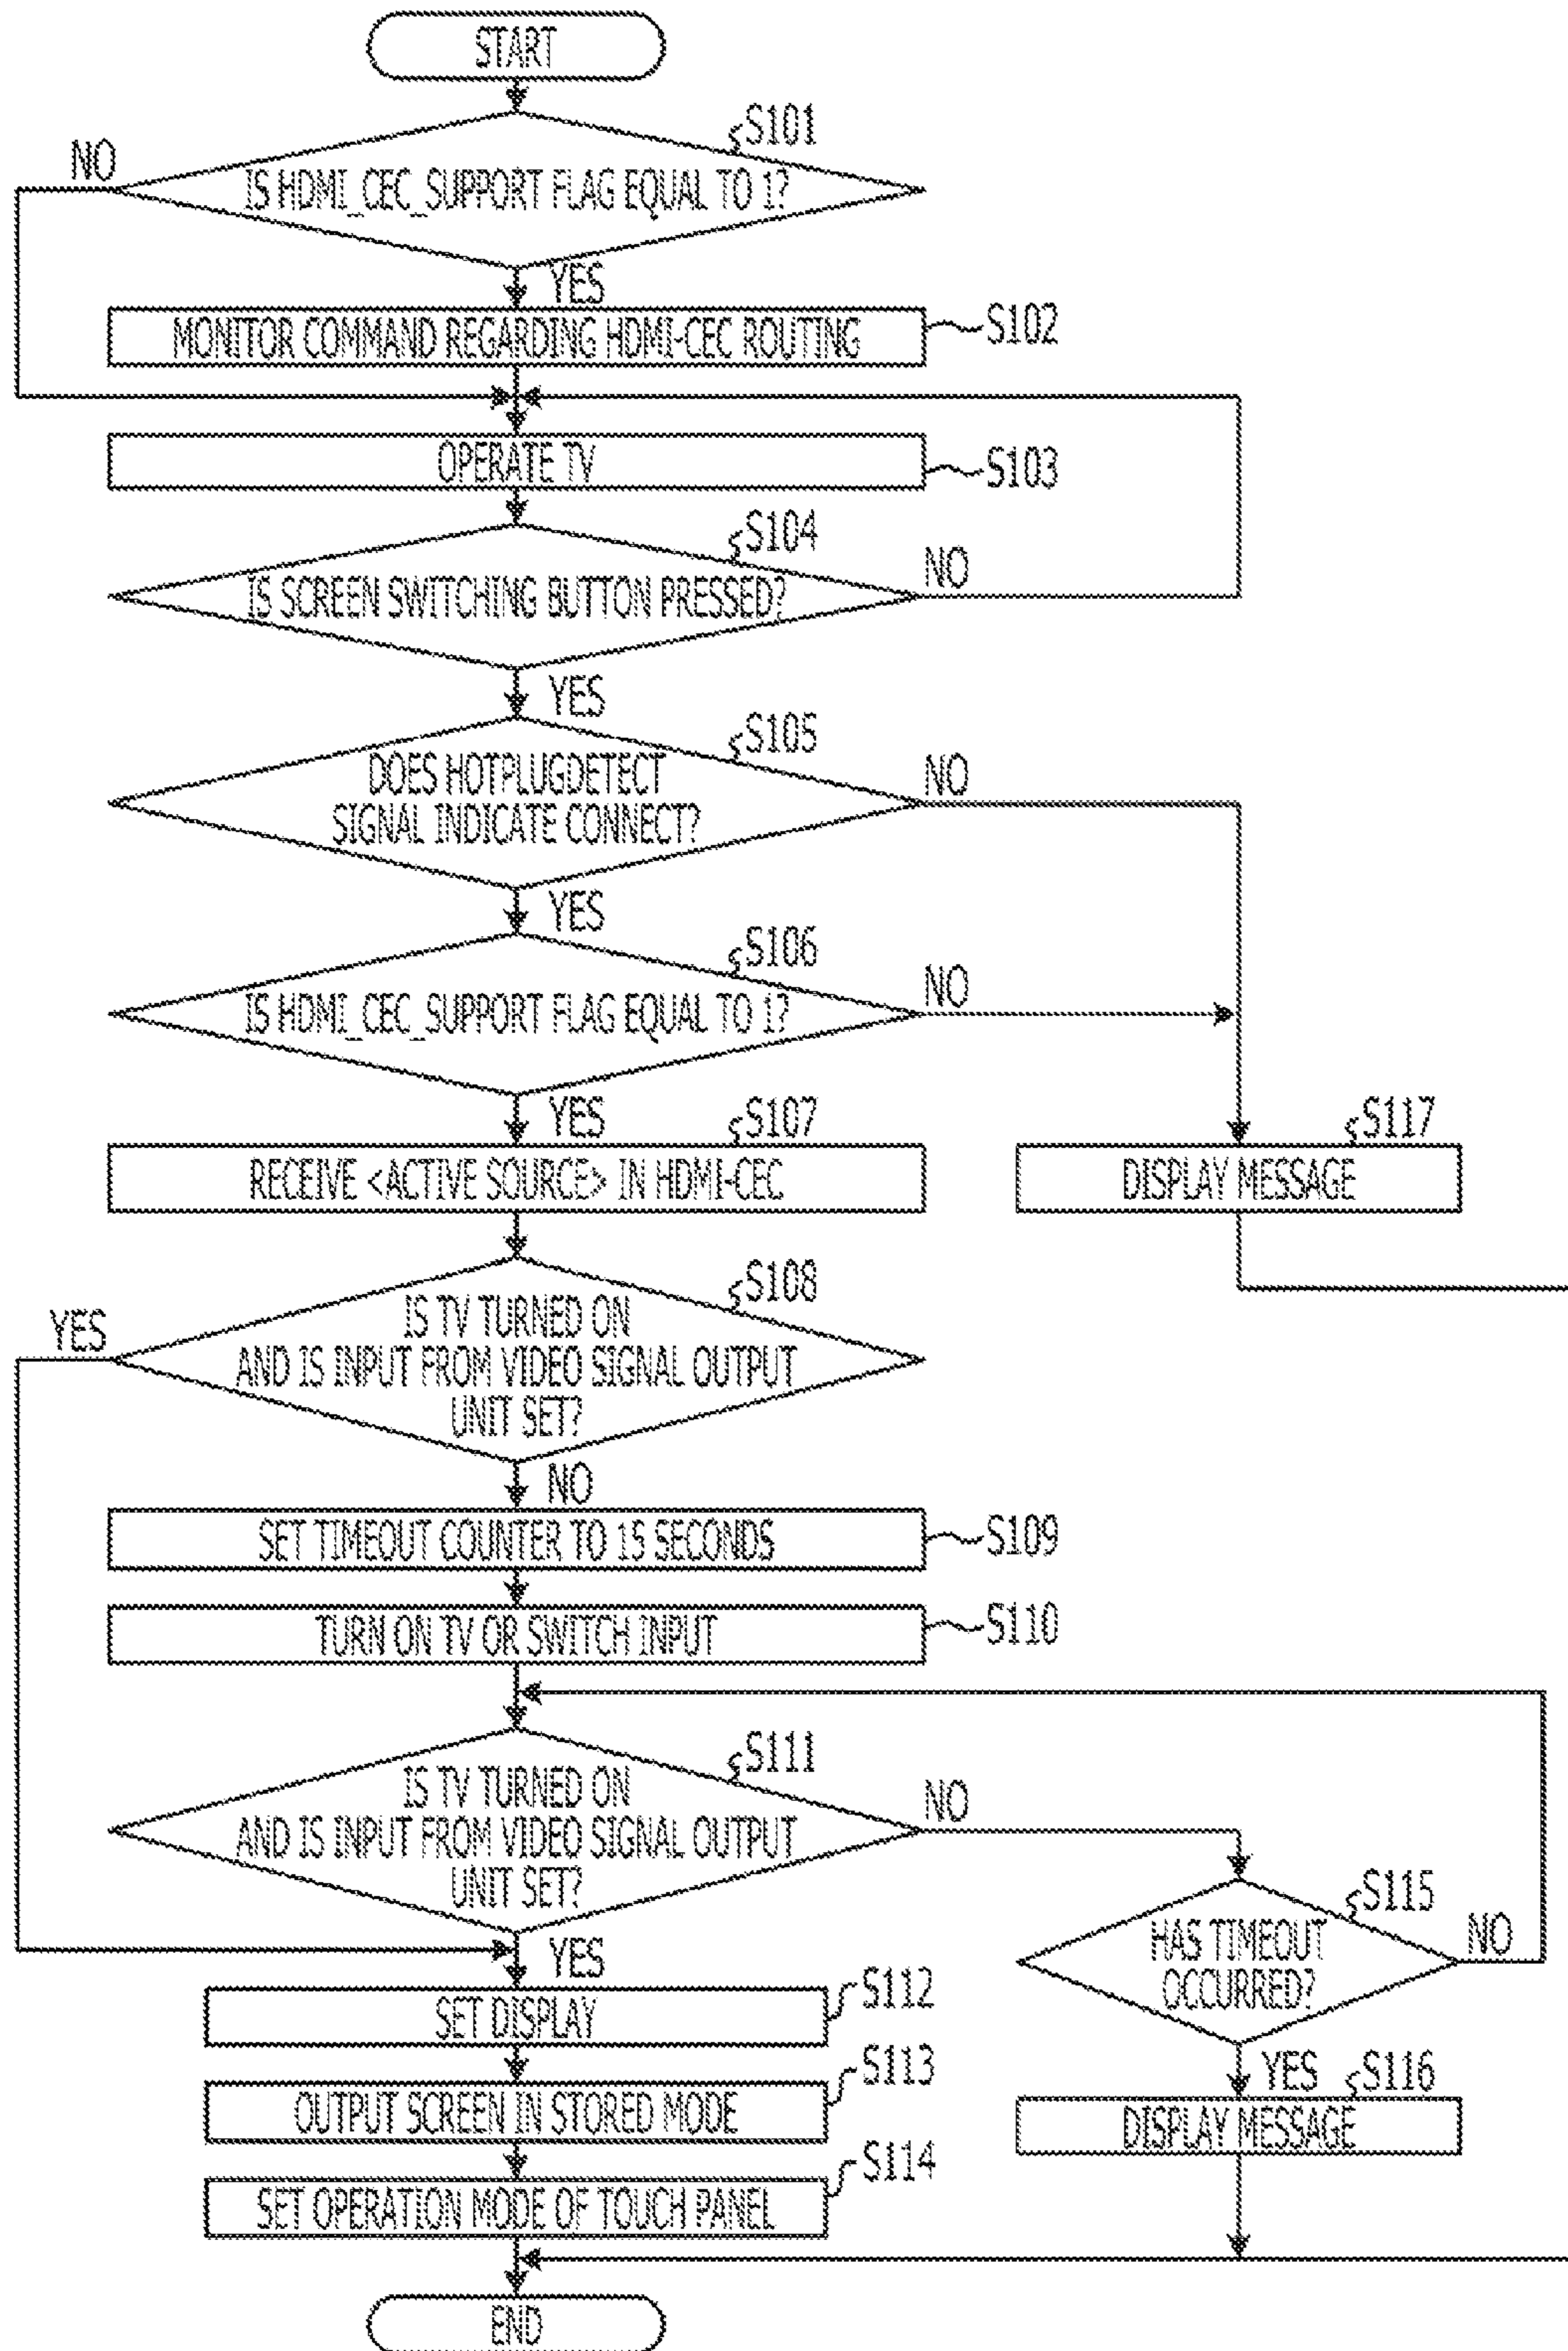 START
S101
NO
IS HDMI_CEC_SUPPORT FLAG EQUAL TO 1?
YES
MONITOR COMMAND REGARDING HDMI-CEC ROUTING
S102
OPERATE TV
S103
S104
IS SCREEN SWITCHING BUTTON PRESSED?
NO
YES
S105
DOES HOTPLUGDETECT
SIGNAL INDICATE CONNECT?
NO
YES
S106
IS HDMI_CEC_SUPPORT FLAG EQUAL TO 1?
NO
YES
S107
RECEIVE <ACTIVE SOURCE> IN HDMI-CEC
S117
DISPLAY MESSAGE
S108
YES
IS TV TURNED ON
AND IS INPUT FROM VIDEO SIGNAL OUTPUT
UNIT SET?
NO
SET TIMEOUT COUNTER TO 15 SECONDS
S109
TURN ON TV OR SWITCH INPUT
S110
S111
IS TV TURNED ON
AND IS INPUT FROM VIDEO SIGNAL OUTPUT
UNIT SET?
NO
YES
S115
HAS TIMEOUT
OCCURRED?
NO
YES
S116
DISPLAY MESSAGE
SET DISPLAY
S112
OUTPUT SCREEN IN STORED MODE
S113
SET OPERATION MODE OF TOUCH PANEL
S114
END